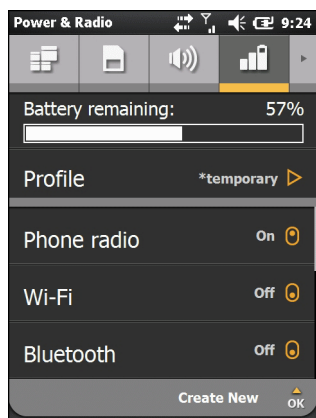 Power & Radio 9:24
Battery remaining: 57%
Profile *temporary
Phone radio On
Wi-Fi Off
Bluetooth Off
Create New OK